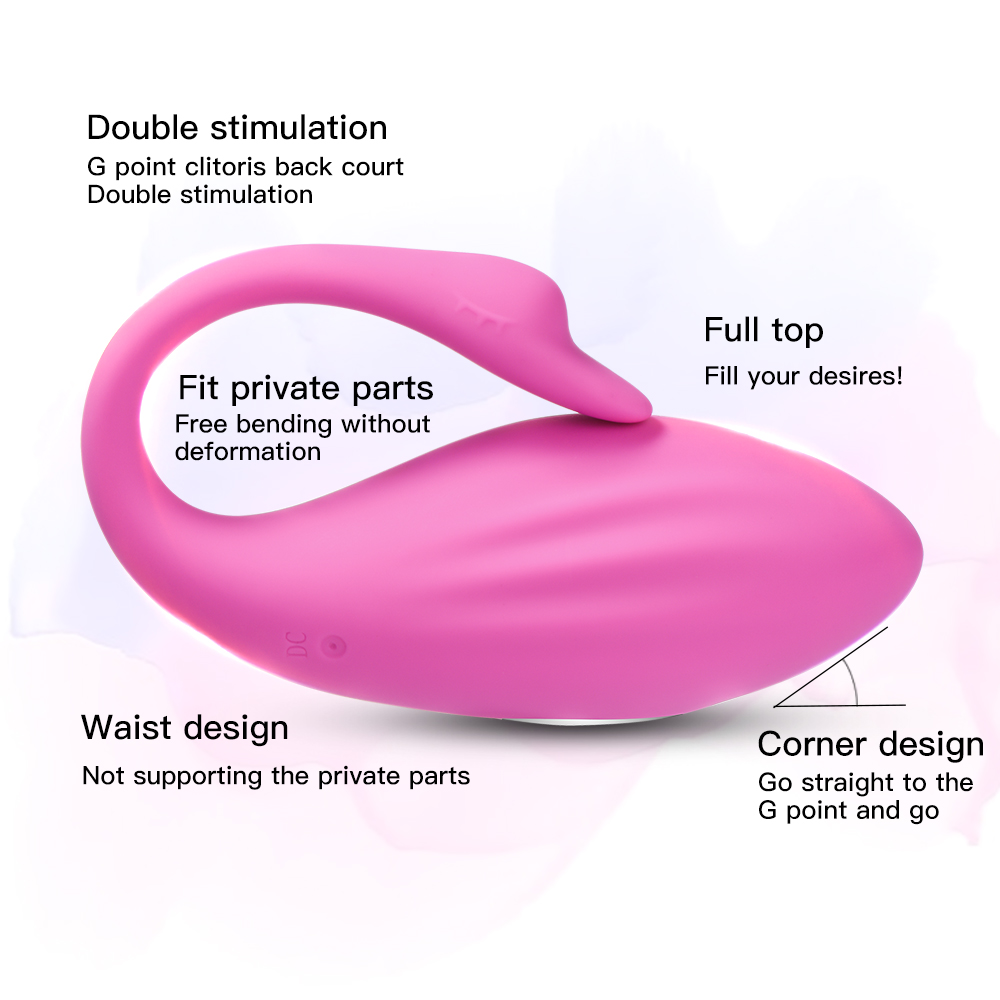 Double stimulation
G point clitoris back court
Double stimulation
Full top
Fill your desires!
Fit private parts
Free bending without
deformation
DC
Waist design
Not supporting the private parts
Corner design
Go straight to the
G point and go